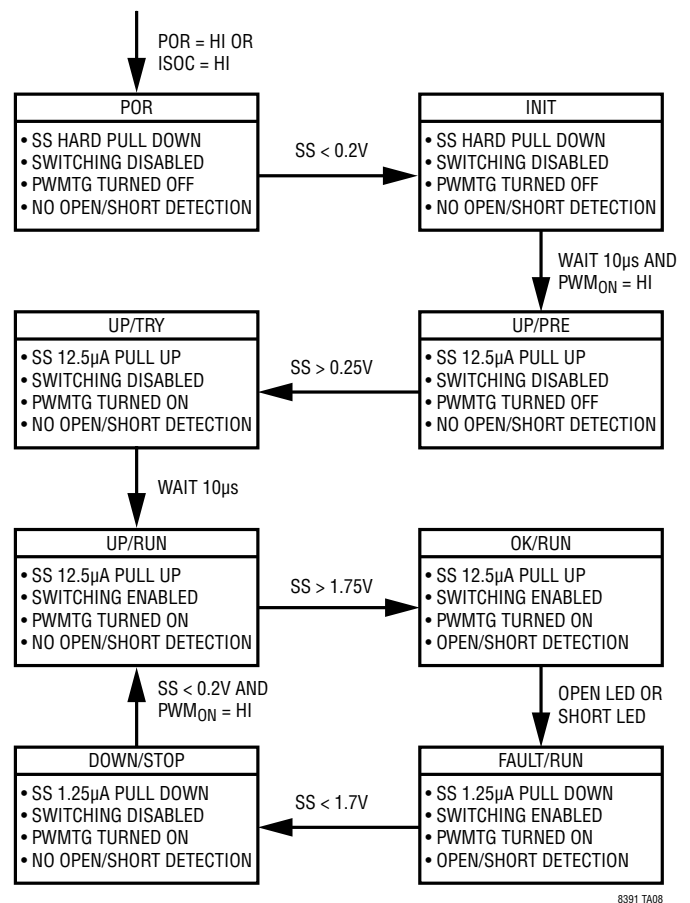 POR = HI OR
ISOC = HI
POR
• SS HARD PULL DOWN
• SWITCHING DISABLED
• PWMTG TURNED OFF
• NO OPEN/SHORT DETECTION
SS < 0.2V
INIT
• SS HARD PULL DOWN
• SWITCHING DISABLED
• PWMTG TURNED OFF
• NO OPEN/SHORT DETECTION
WAIT 10µs AND
PWMON = HI
UP/PRE
• SS 12.5µA PULL UP
• SWITCHING DISABLED
• PWMTG TURNED OFF
• NO OPEN/SHORT DETECTION
SS > 0.25V
UP/TRY
• SS 12.5µA PULL UP
• SWITCHING DISABLED
• PWMTG TURNED ON
• NO OPEN/SHORT DETECTION
WAIT 10µs
UP/RUN
• SS 12.5µA PULL UP
• SWITCHING ENABLED
• PWMTG TURNED ON
• NO OPEN/SHORT DETECTION
SS > 1.75V
OK/RUN
• SS 12.5µA PULL UP
• SWITCHING ENABLED
• PWMTG TURNED ON
• OPEN/SHORT DETECTION
OPEN LED OR
SHORT LED
FAULT/RUN
• SS 1.25µA PULL DOWN
• SWITCHING ENABLED
• PWMTG TURNED ON
• OPEN/SHORT DETECTION
SS < 1.7V
DOWN/STOP
• SS 1.25µA PULL DOWN
• SWITCHING DISABLED
• PWMTG TURNED ON
• NO OPEN/SHORT DETECTION
SS < 0.2V AND
PWMON = HI
8391 TA08